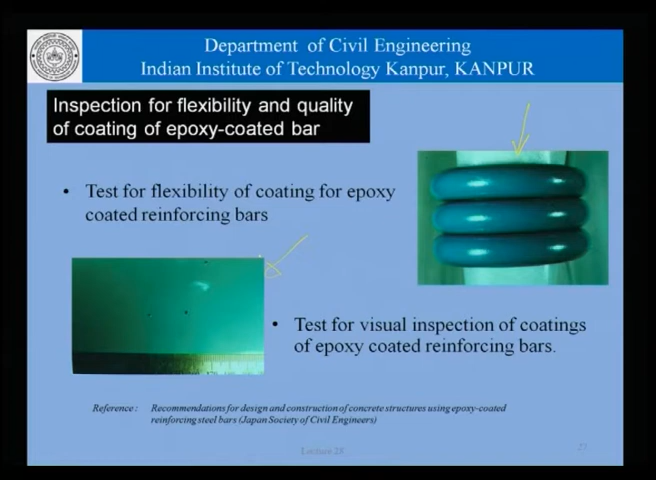 Department of Civil Engineering
Indian Institute of Technology Kanpur, KANPUR
Inspection for flexibility and quality
of coating of epoxy-coated bar
• Test for flexibility of coating for epoxy
coated reinforcing bars
• Test for visual inspection of coatings
of epoxy coated reinforcing bars.
Reference : Recommendations for design and construction of concrete structures using epoxy-coated
reinforcing steel bars (Japan Society of Civil Engineers)
Lecture 28